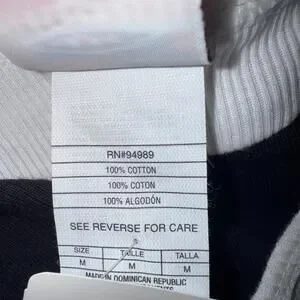 RN#94989
100% COTTON
100% COTON
100% ALGODÓN
SEE REVERSE FOR CARE
SIZE TAILLE TALLA
M M M
MADE IN DOMINICAN REPUBLIC